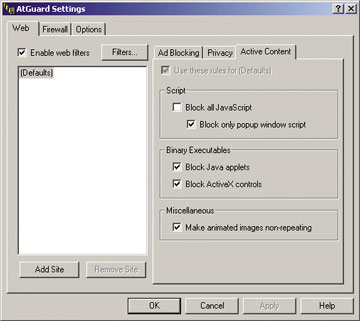 AtGuard Settings
Web Firewall Options
Enable web filters Filters...
(Defaults)
Add Site Remove Site
Ad Blocking Privacy Active Content
Use these rules for (Defaults)
Script
Block all JavaScript
Block only popup window script
Binary Executables
Block Java applets
Block ActiveX controls
Miscellaneous
Make animated images non-repeating
OK Cancel Apply Help